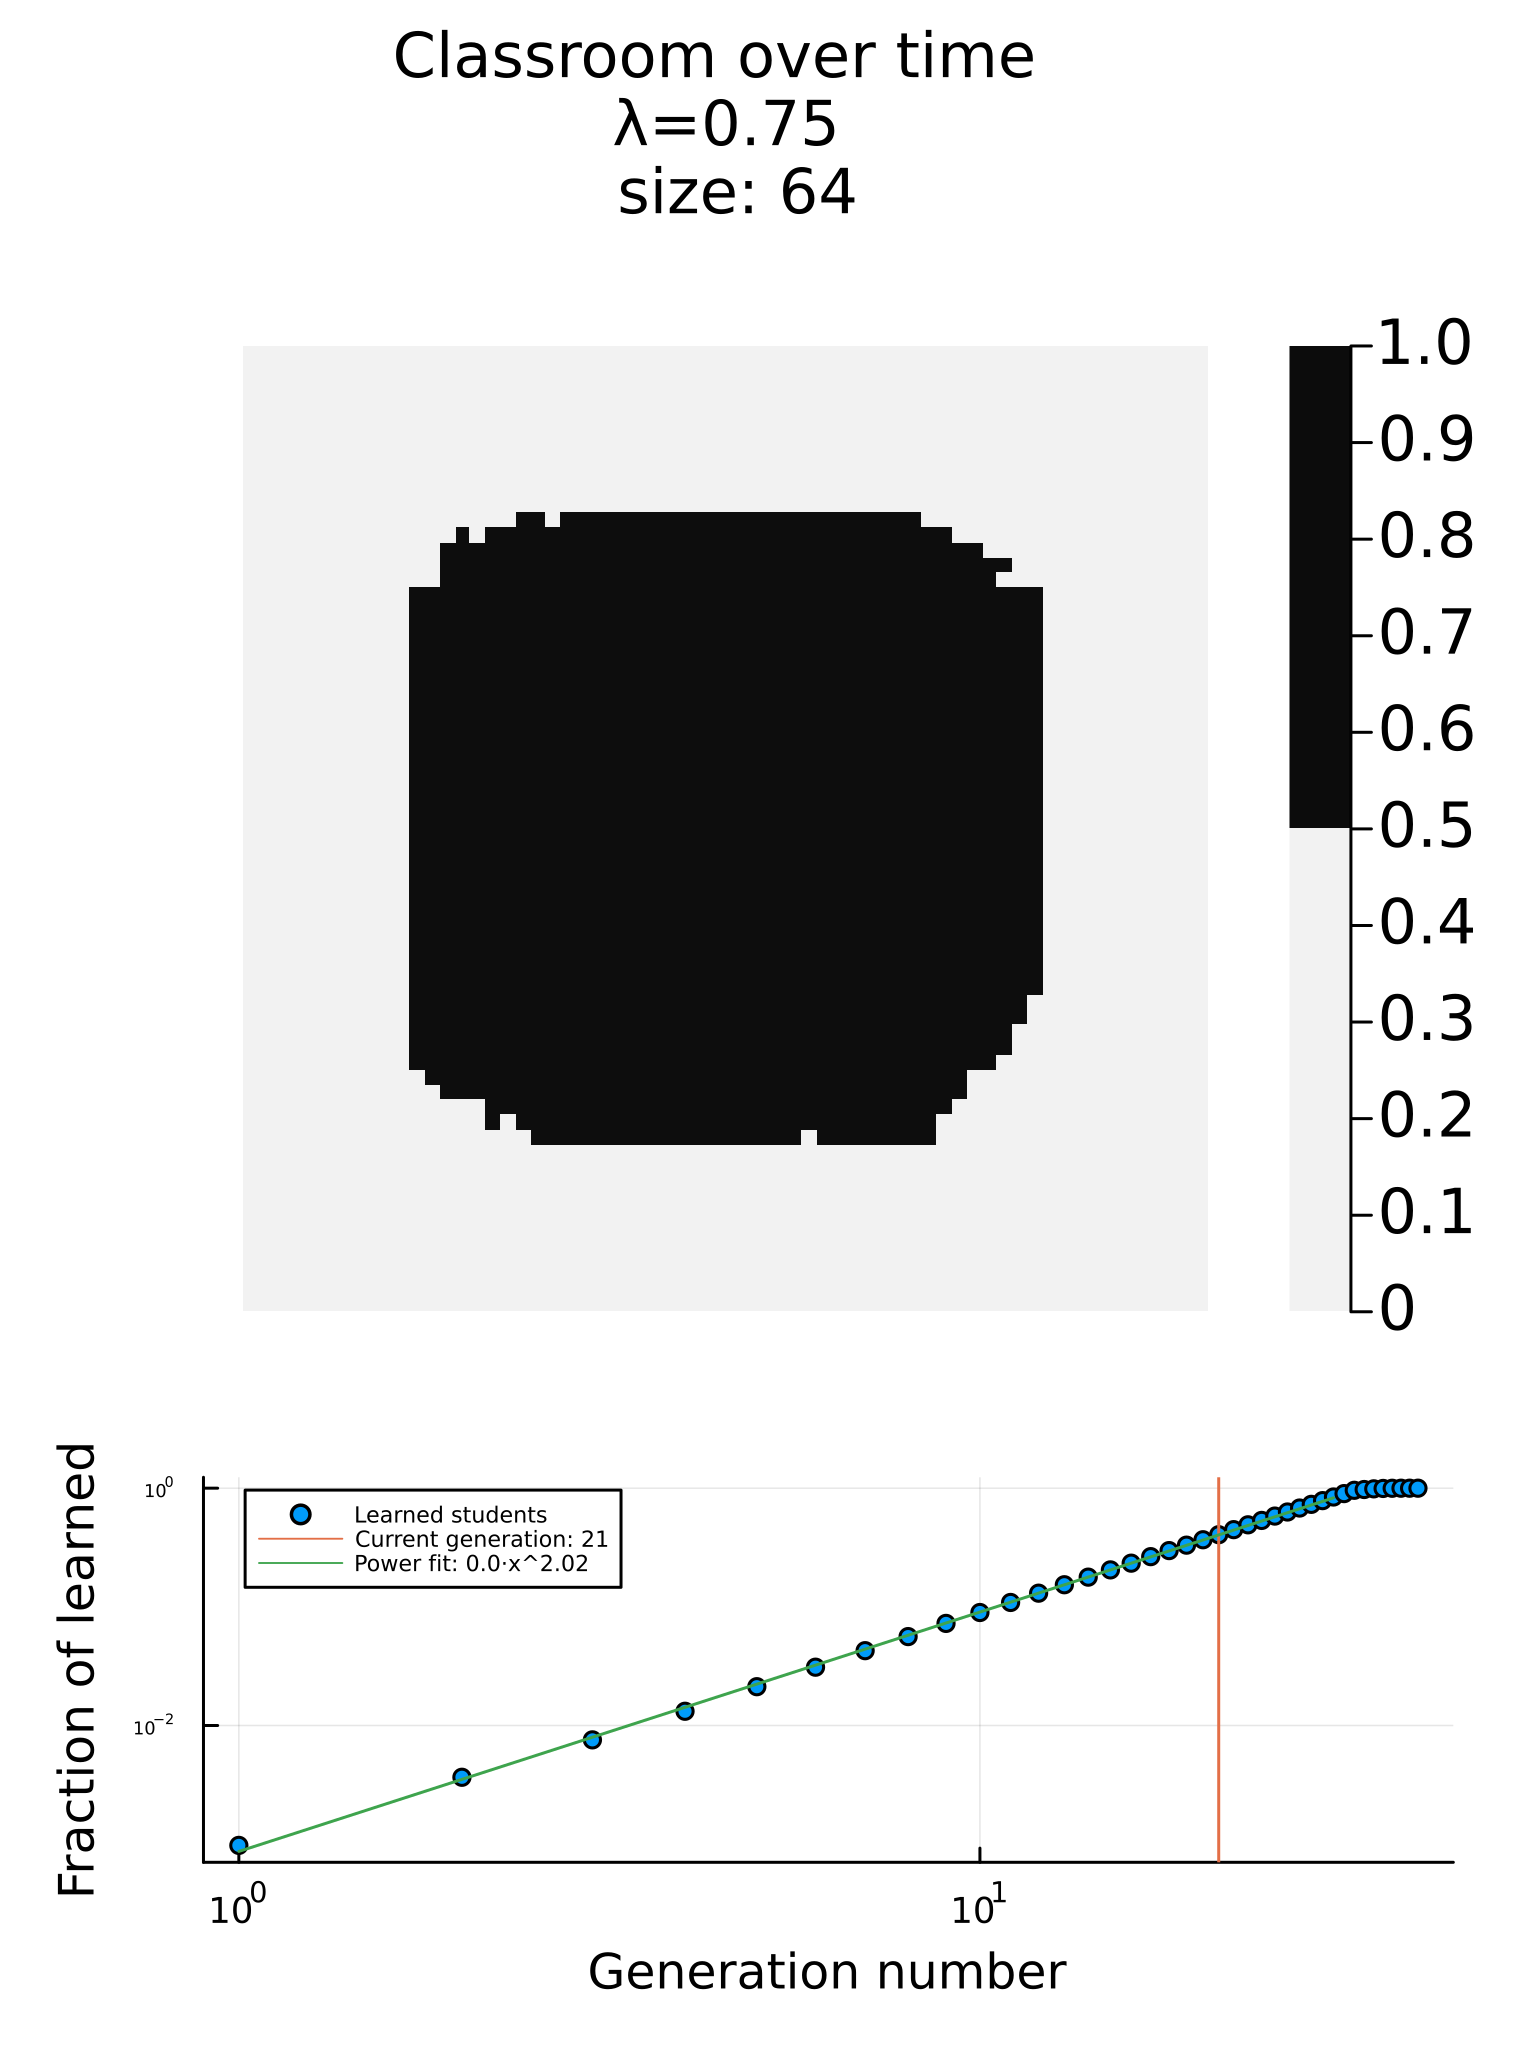 Classroom over time
λ=0.75
size: 64
1.0
0.9
0.8
0.7
0.6
0.5
0.4
0.3
0.2
0.1
0
Fraction of learned
10⁰
10⁻²
Learned students
Current generation: 21
Power fit: 0.0·x^2.02
10⁰
10¹
Generation number